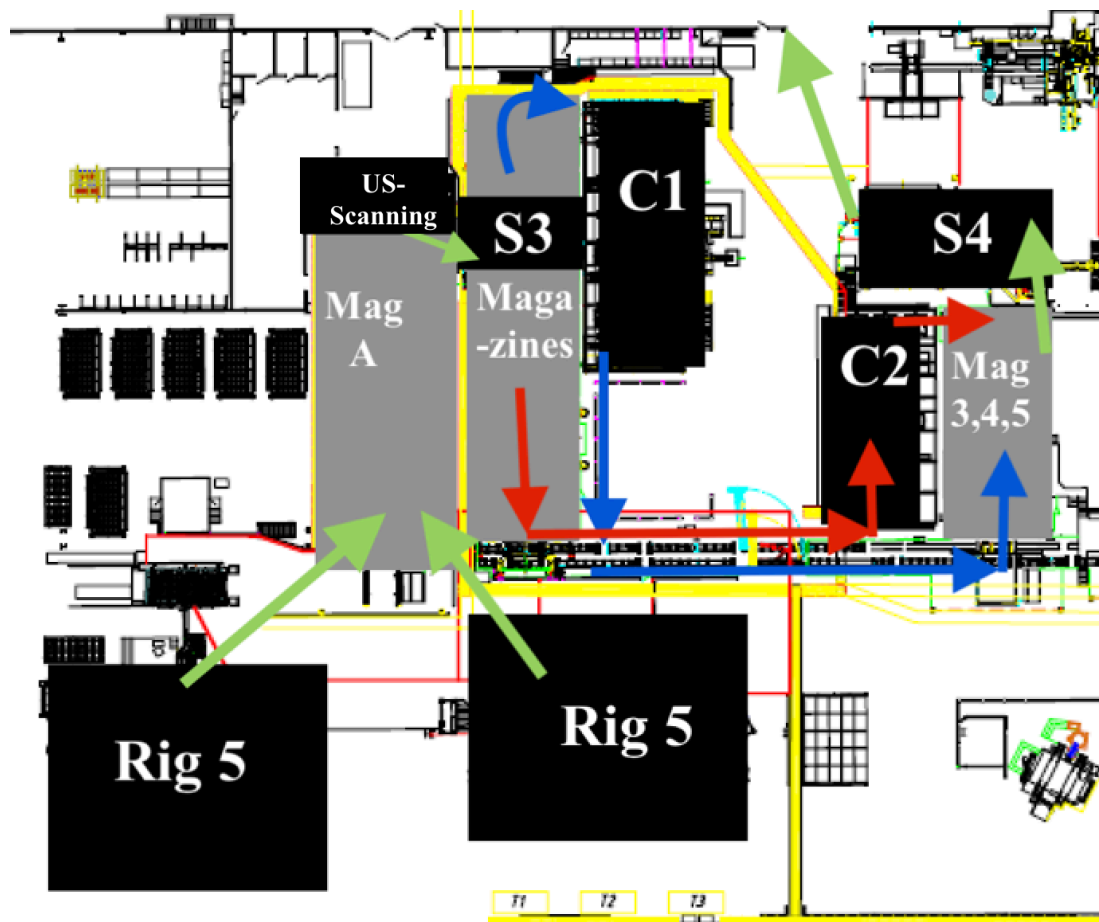 US-
Scanning
C1
S3
S4
Mag
A
Maga
-zines
C2
Mag
3,4,5
Rig 5
Rig 5
T1
T2
T3